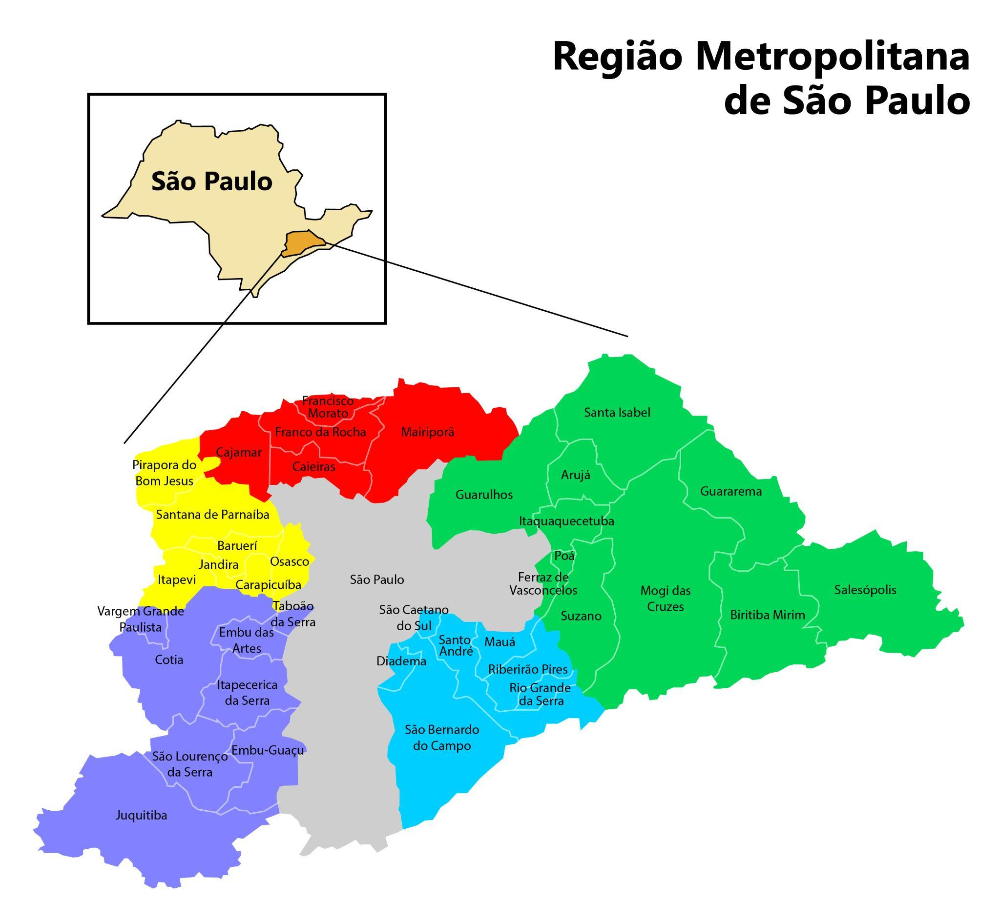 Região Metropolitana
de São Paulo
São Paulo
Santa Isabel
Francisco
Morato
Franco da Rocha
Mairiporã
Cajamar
Caieiras
Pirapora do
Bom Jesus
Arujá
Guararema
Guarulhos
Santana de Parnaíba
Itaquaquecetuba
Baruerí
Poá
Osasco
Jandira
Itapevi
Carapicuíba
São Paulo
Ferraz de
Vasconcelos
Mogi das
Cruzes
Salesópolis
Vargem Grande
Paulista
Taboão
da Serra
São Caetano
do Sul
Suzano
Biritiba Mirim
Embu das
Artes
Santo
André
Mauá
Cotia
Diadema
Riberirão Pires
Itapecerica
da Serra
Rio Grande
da Serra
São Bernardo
do Campo
Embu-Guaçu
São Lourenço
da Serra
Juquitiba